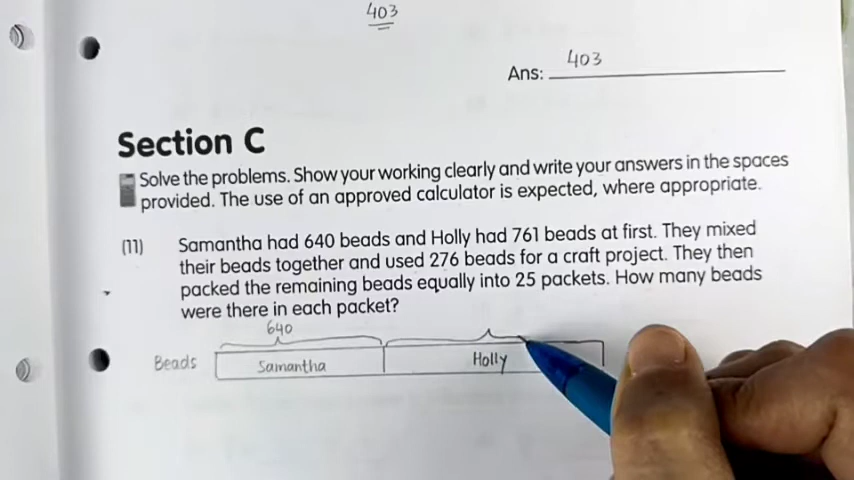 403
Ans: 403
Section C
Solve the problems. Show your working clearly and write your answers in the spaces
provided. The use of an approved calculator is expected, where appropriate.
(11) Samantha had 640 beads and Holly had 761 beads at first. They mixed
their beads together and used 276 beads for a craft project. They then
packed the remaining beads equally into 25 packets. How many beads
were there in each packet?
640
Beads Samantha Holly